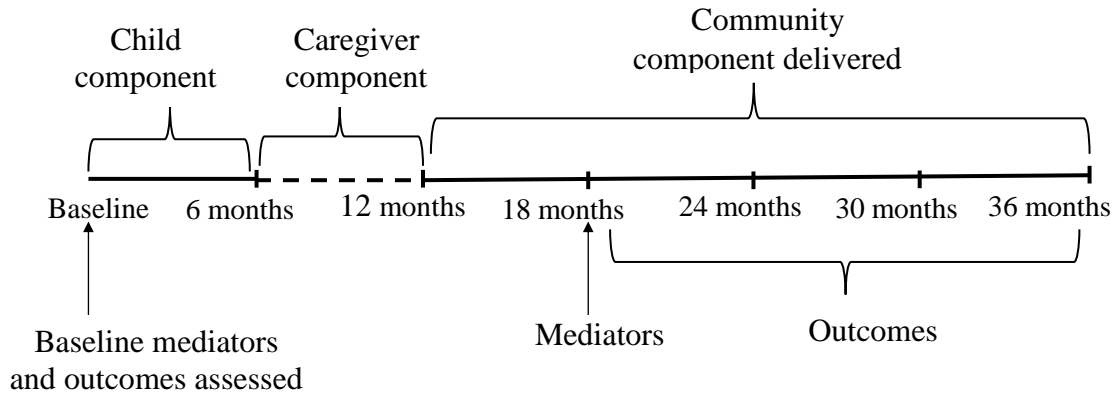 Child
component
Caregiver
component
Community
component delivered
Baseline
6 months
12 months
18 months
24 months
30 months
36 months
Baseline mediators
and outcomes assessed
Mediators
Outcomes